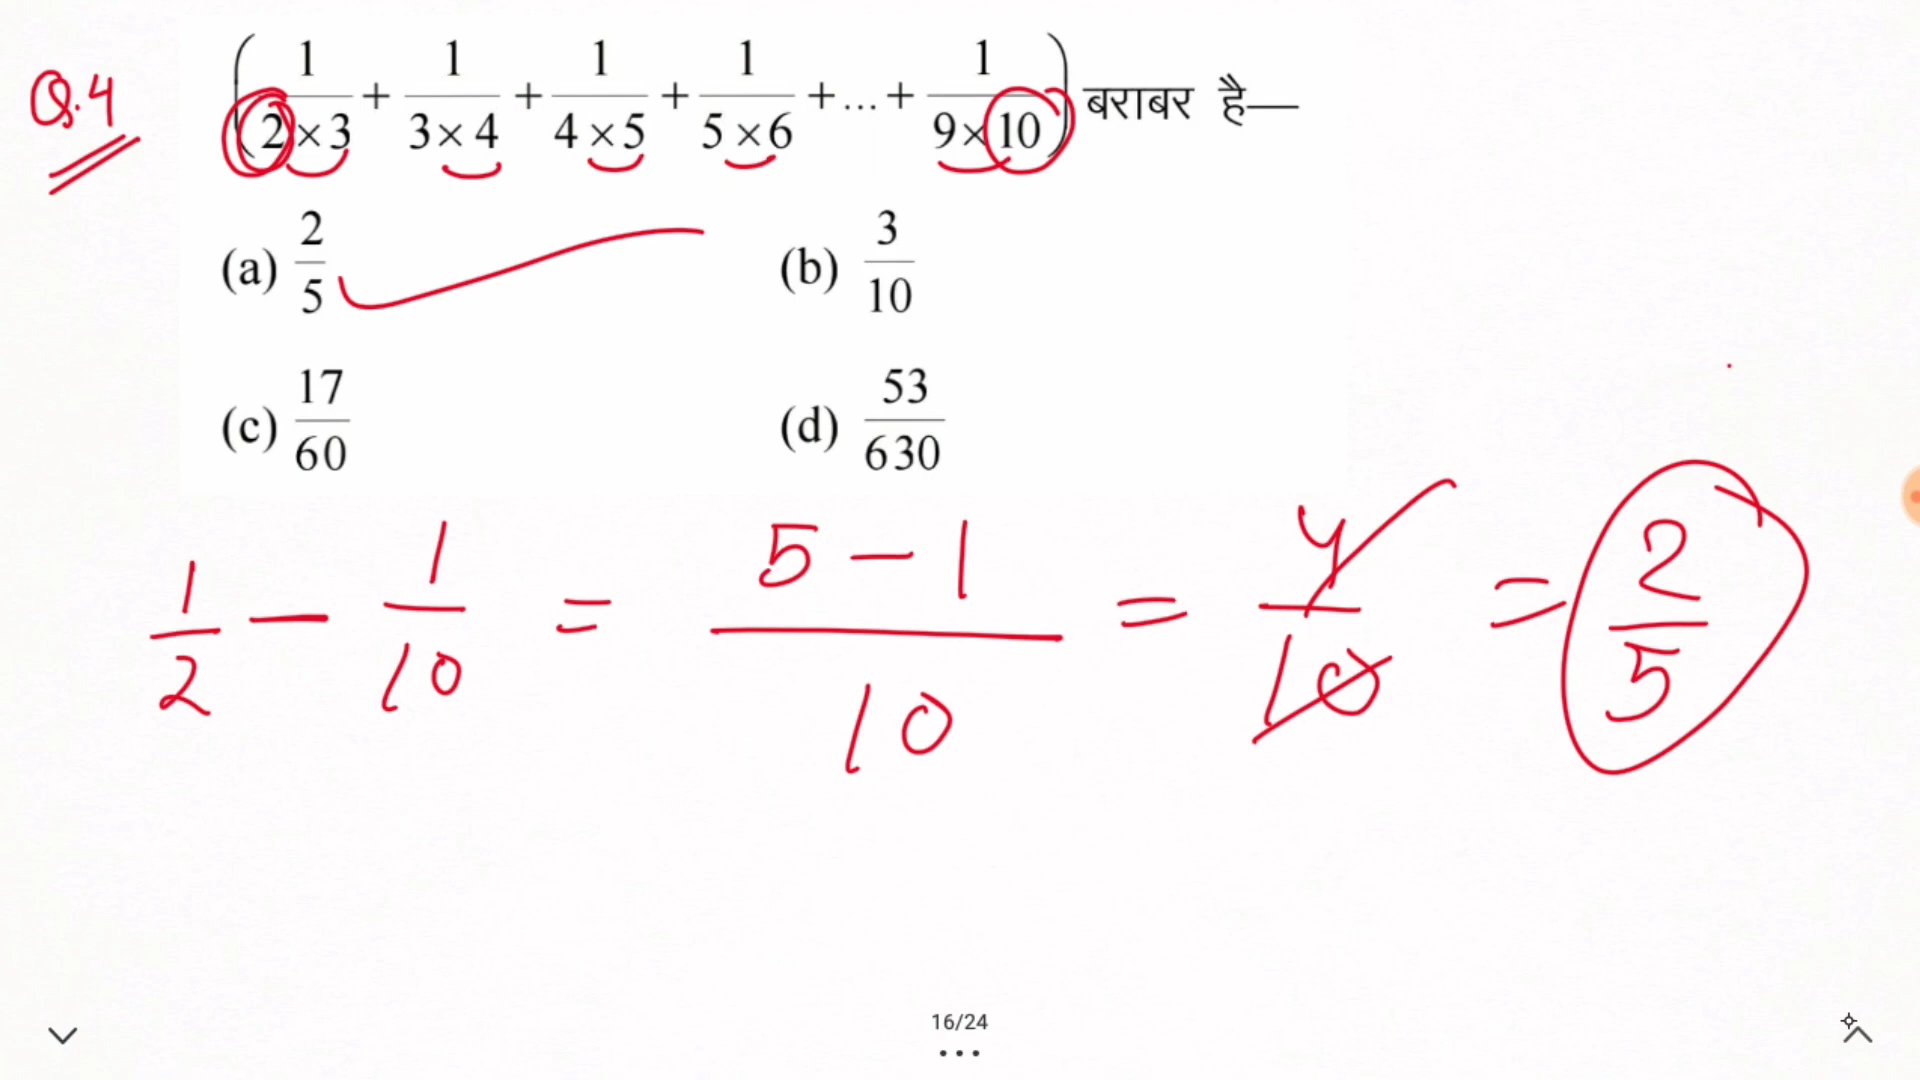 Q.4
(1/2×3 + 1/3×4 + 1/4×5 + 1/5×6 +...+ 1/9×10) बराबर है—
(a) 2/5 (b) 3/10
(c) 17/60 (d) 53/630
1/2 − 1/10 = 5−1/10 = 4/10 = 2/5
16/24